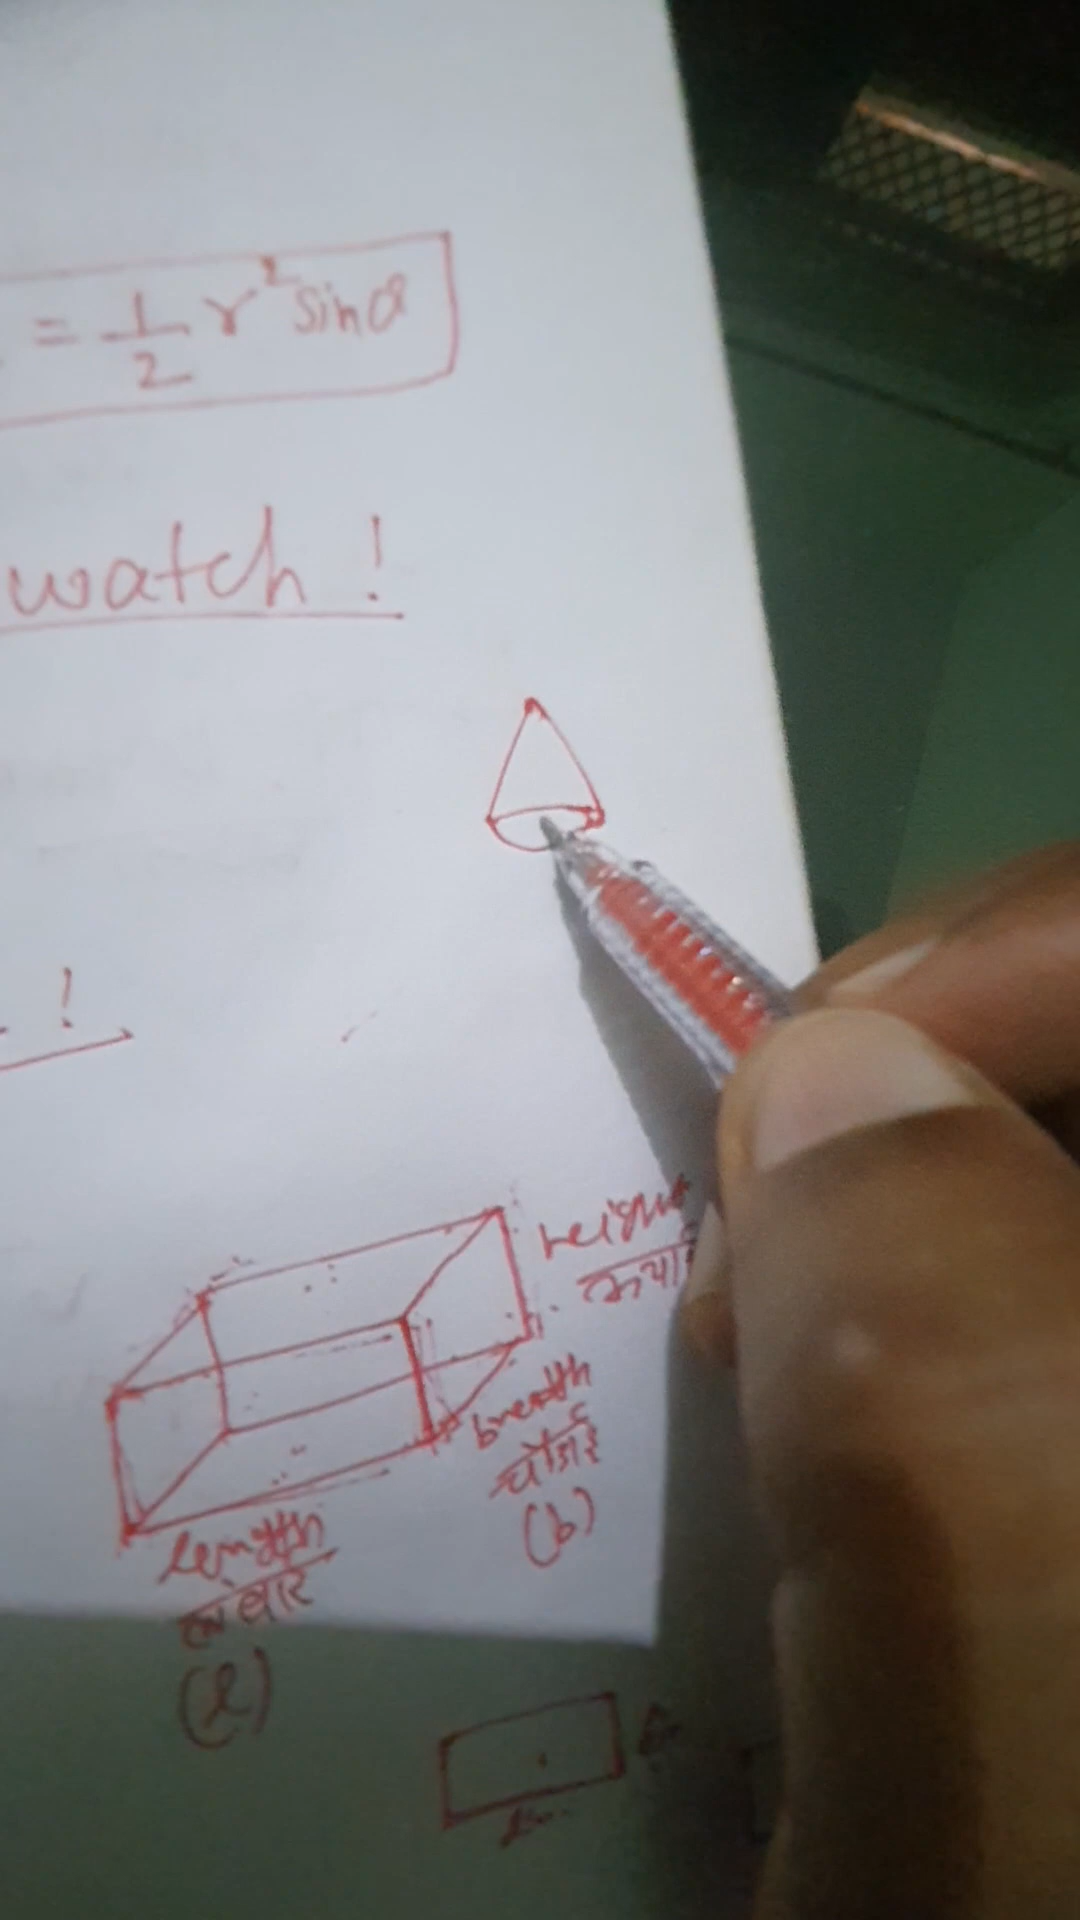 = 1/2 r² sinθ
watch !
!
height
breadth
चौड़ाई
(b)
length
लंबाई
(l)